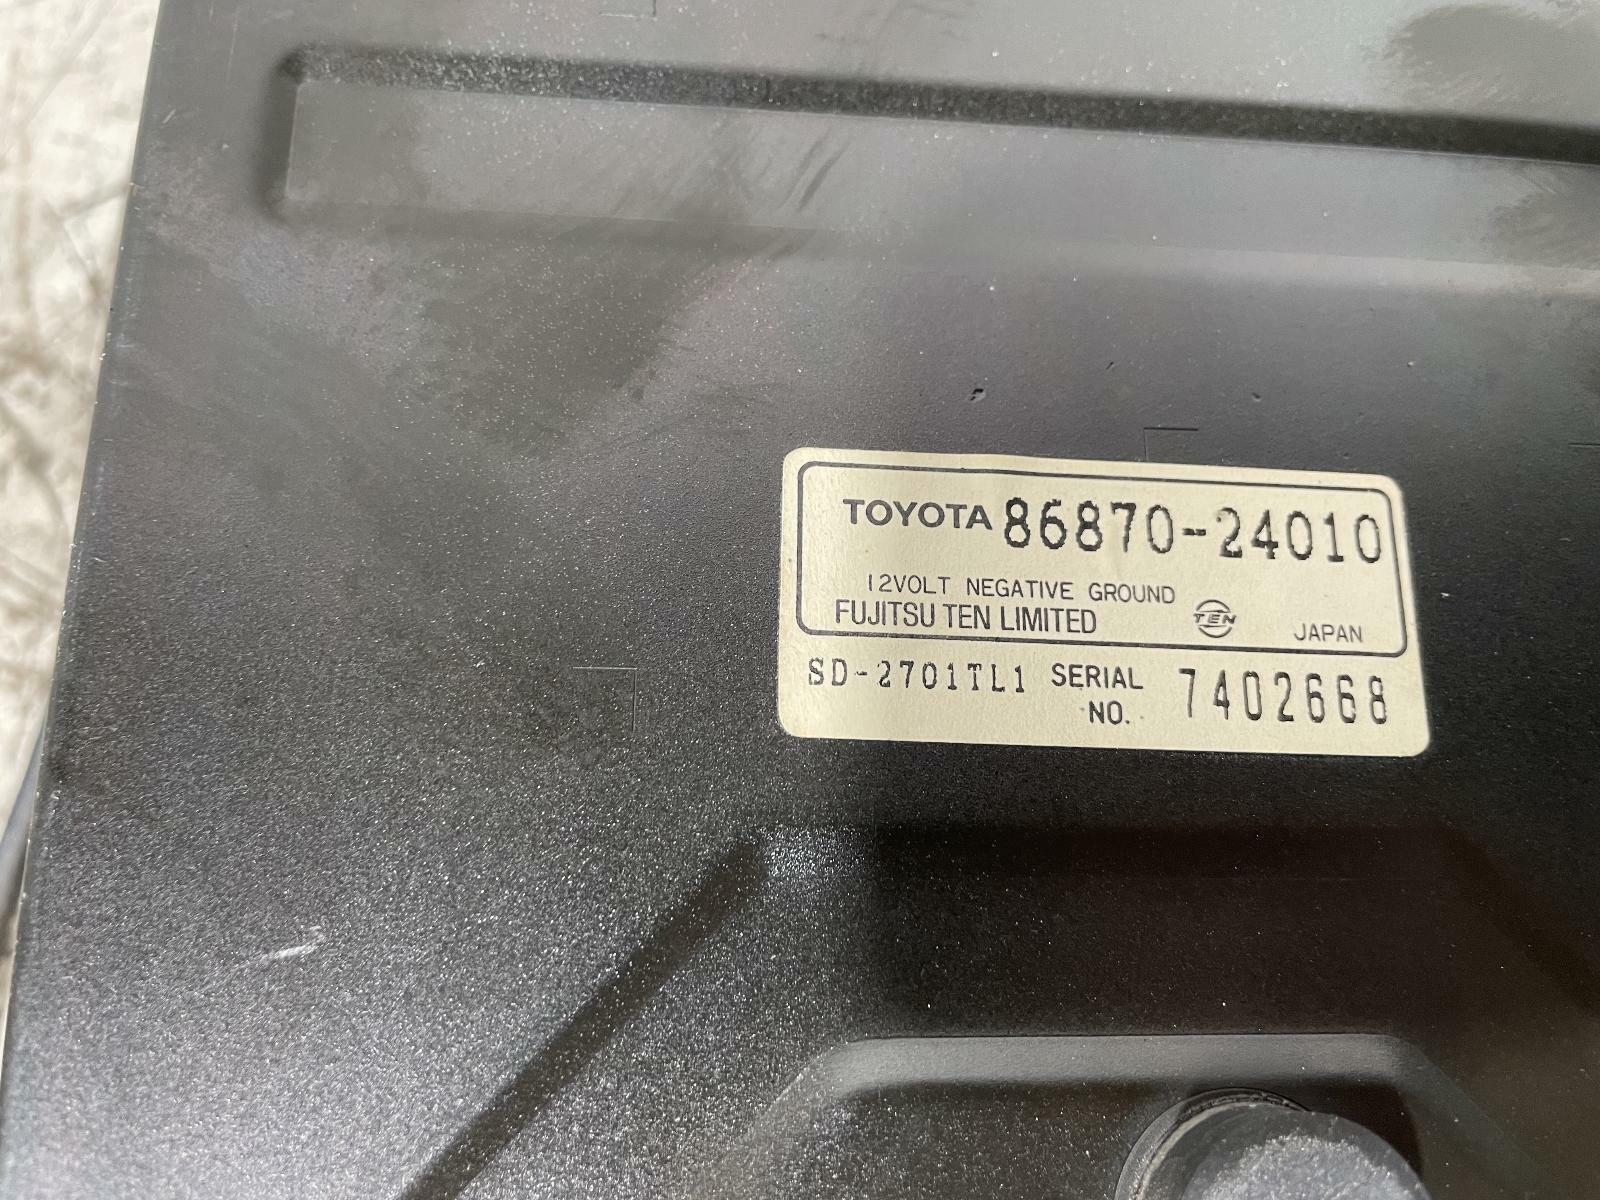 TOYOTA 86870-24010
12VOLT NEGATIVE GROUND
FUJITSU TEN LIMITED TEN JAPAN
SD-2701TL1 SERIAL NO. 7402668